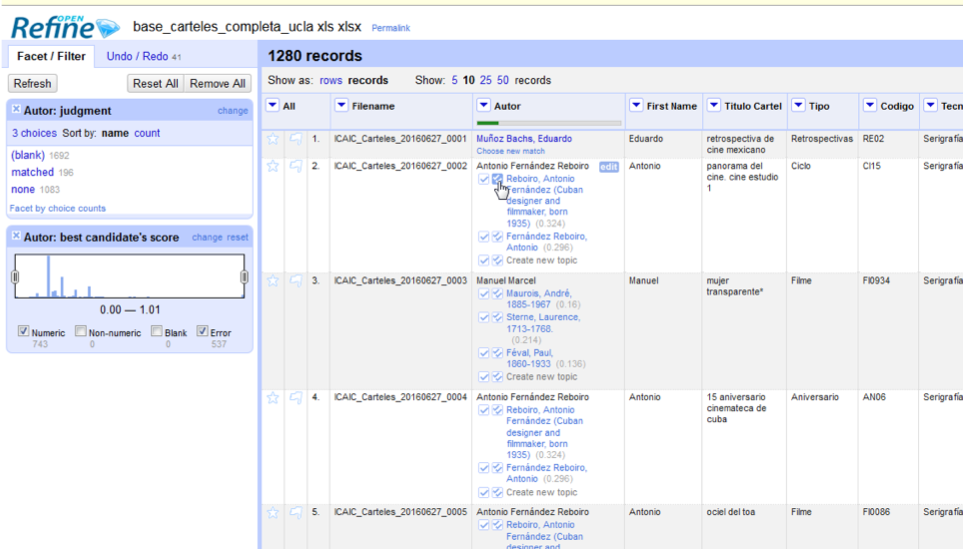 Refine OPEN base_carteles_completa_ucla xls xlsx Permalink
Facet / Filter Undo / Redo 41
Refresh Reset All Remove All
Autor: judgment change
3 choices Sort by: name count
(blank) 1692
matched 196
none 1083
Facet by choice counts
Autor: best candidate's score change reset
0.00 — 1.01
Numeric 743
Non-numeric 0
Blank 0
Error 537
1280 records
Show as: rows records Show: 5 10 25 50 records
All Filename Autor First Name Titulo Cartel Tipo Codigo Tecn
1. ICAIC_Carteles_20160627_0001 Muñoz Bachs, Eduardo Eduardo retrospectiva de Retrospectivas RE02 Serigrafía
Choose new match cine mexicano
2. ICAIC_Carteles_20160627_0002 Antonio Fernández Reboiro edit Antonio panorama del Ciclo CI15 Serigrafía
Reboiro, Antonio cine. cine estudio
Fernández (Cuban 1
designer and
filmmaker, born
1935) (0.324)
Fernández Reboiro,
Antonio (0.296)
Create new topic
3. ICAIC_Carteles_20160627_0003 Manuel Marcel Manuel mujer Filme FI0934 Serigrafía
Maurois, André, transparente*
1885-1967 (0.16)
Sterne, Laurence,
1713-1768.
(0.214)
Féval, Paul,
1860-1933 (0.136)
Create new topic
4. ICAIC_Carteles_20160627_0004 Antonio Fernández Reboiro Antonio 15 aniversario Aniversario AN06 Serigrafía
Reboiro, Antonio cinemateca de
Fernández (Cuban cuba
designer and
filmmaker, born
1935) (0.324)
Fernández Reboiro,
Antonio (0.296)
Create new topic
5. ICAIC_Carteles_20160627_0005 Antonio Fernández Reboiro Antonio ociel del toa Filme FI0086 Serigrafía
Reboiro, Antonio
Fernández (Cuban
designer and